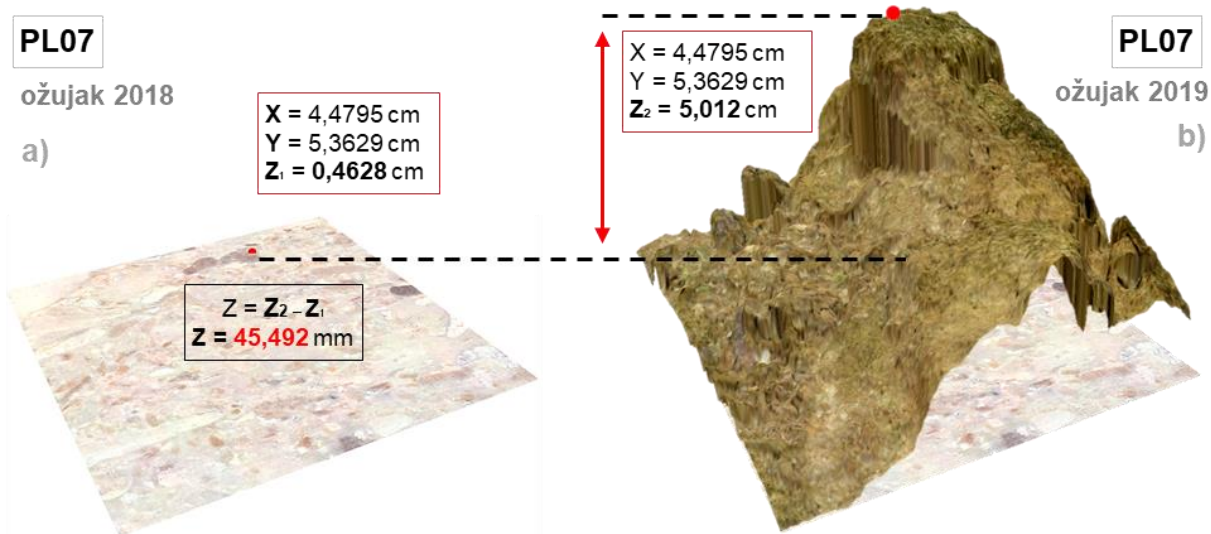 PL07
ožujak 2018
a)
X = 4,4795 cm
Y = 5,3629 cm
Z₁ = 0,4628 cm
Z = Z₂ – Z₁
Z = 45,492 mm
X = 4,4795 cm
Y = 5,3629 cm
Z₂ = 5,012 cm
PL07
ožujak 2019
b)